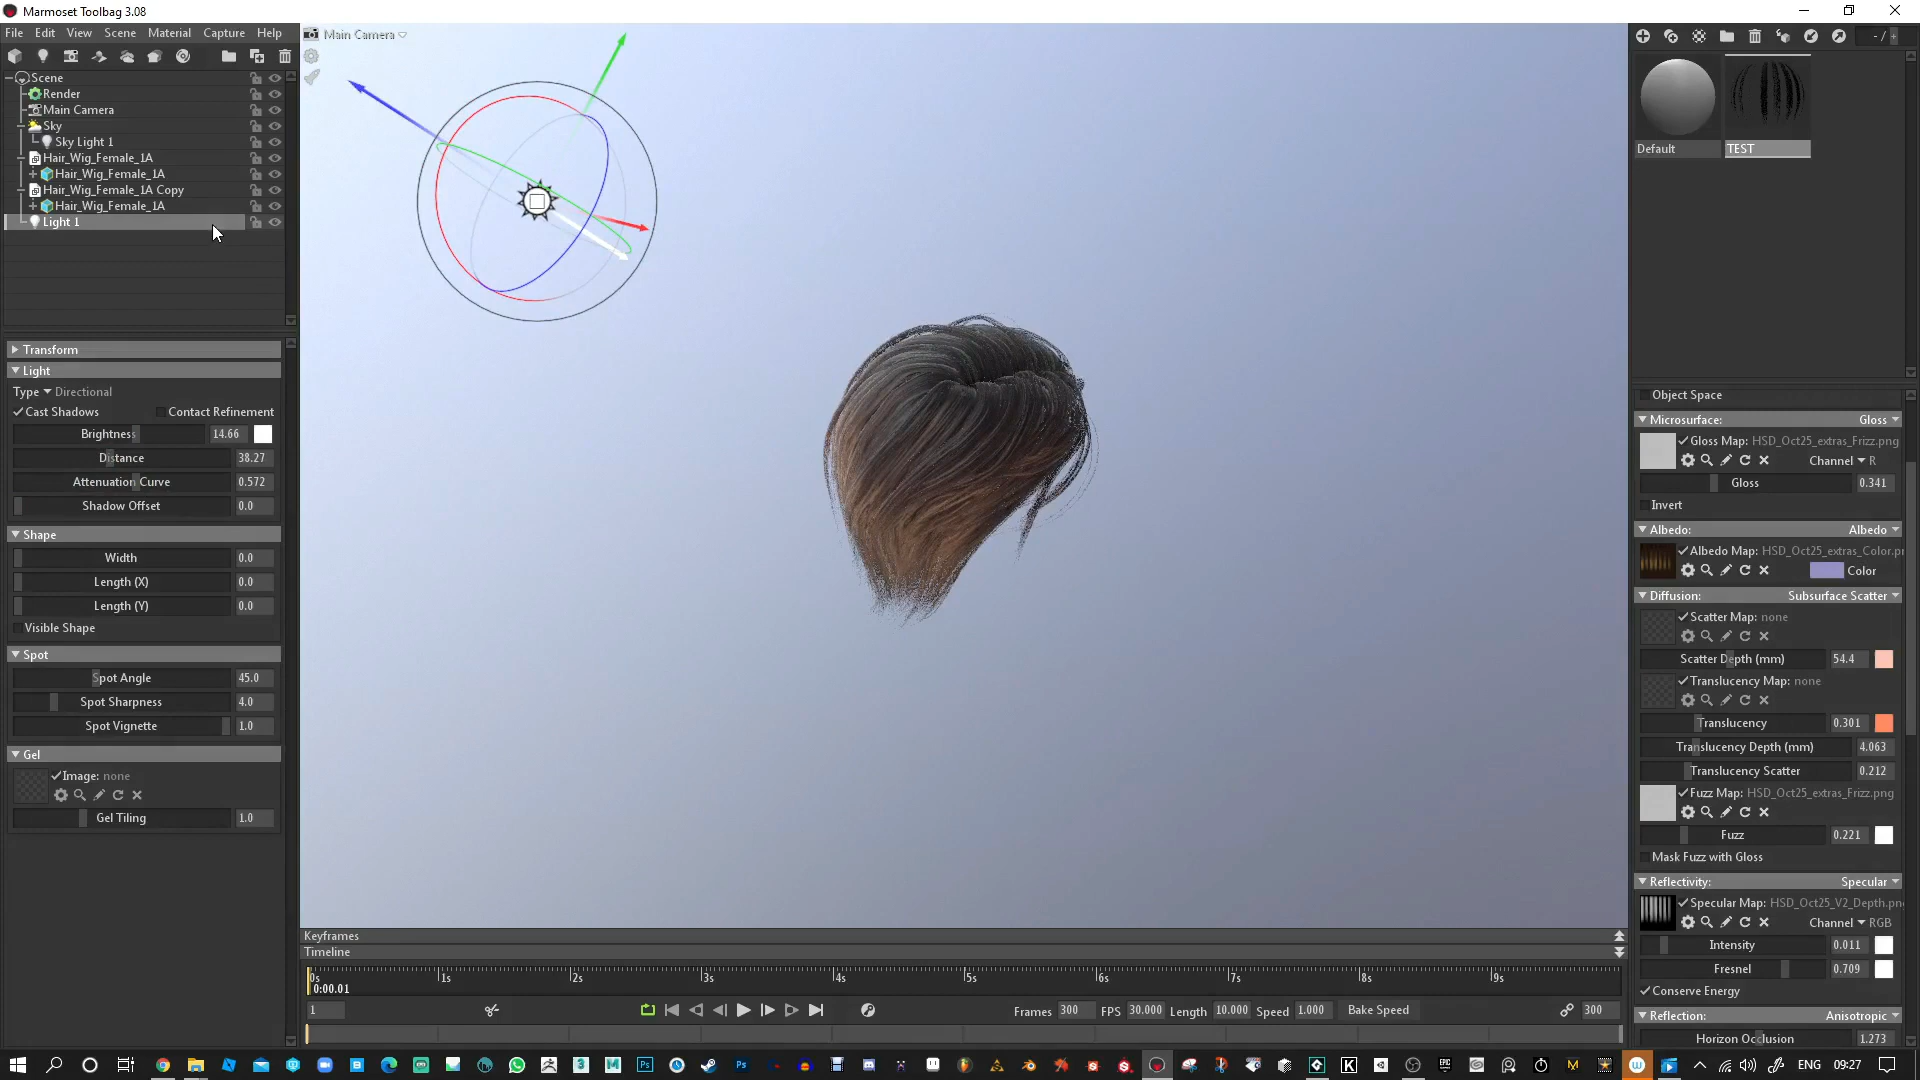 Marmoset Toolbag 3.08
File Edit View Scene Material Capture Help
Scene
Render
Main Camera
Sky
Sky Light 1
Hair_Wig_Female_1A
Hair_Wig_Female_1A
Hair_Wig_Female_1A Copy
Hair_Wig_Female_1A
Light 1
Transform
Light
Type Directional
Cast Shadows Contact Refinement
Brightness 14.66
Distance 38.27
Attenuation Curve 0.572
Shadow Offset 0.0
Shape
Width 0.0
Length (X) 0.0
Length (Y) 0.0
Visible Shape
Spot
Spot Angle 45.0
Spot Sharpness 4.0
Spot Vignette 1.0
Gel
Image: none
Gel Tiling 1.0
Main Camera
Keyframes
Timeline
0s 1s 2s 3s 4s 5s 6s 7s 8s 9s
0:00.01
1 Frames 300 FPS 30.000 Length 10.000 Speed 1.000 Bake Speed 300
- / +
Default TEST
Object Space
Microsurface: Gloss
Gloss Map: HSD_Oct25_extras_Frizz.png
Channel R
Gloss 0.341
Invert
Albedo: Albedo
Albedo Map: HSD_Oct25_extras_Color.pn
Color
Diffusion: Subsurface Scatter
Scatter Map: none
Scatter Depth (mm) 54.4
Translucency Map: none
Translucency 0.301
Translucency Depth (mm) 4.063
Translucency Scatter 0.212
Fuzz Map: HSD_Oct25_extras_Frizz.png
Fuzz 0.221
Mask Fuzz with Gloss
Reflectivity: Specular
Specular Map: HSD_Oct25_V2_Depth.pn
Channel RGB
Intensity 0.011
Fresnel 0.709
Conserve Energy
Reflection: Anisotropic
Horizon Occlusion 1.273
ENG 09:27